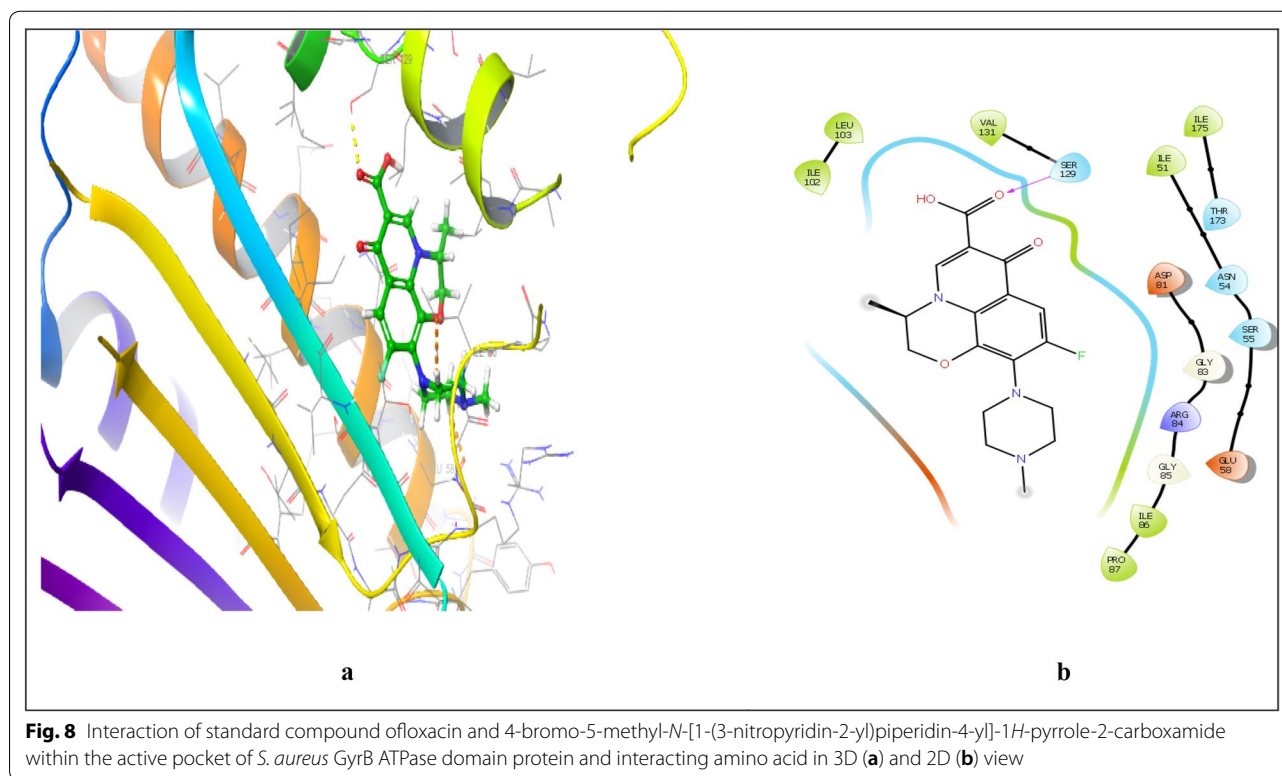 SER 129
LEU
103
ILE
102
VAL
131
SER
129
ILE
175
ILE
51
THR
173
ASP
81
ASN
54
SER
55
GLY
83
ARG
84
GLY
85
GLU
58
ILE
86
PRO
87
HO
O
O
N
O
F
N
N
a
b
Fig. 8 Interaction of standard compound ofloxacin and 4-bromo-5-methyl-N-[1-(3-nitropyridin-2-yl)piperidin-4-yl]-1H-pyrrole-2-carboxamide
within the active pocket of S. aureus GyrB ATPase domain protein and interacting amino acid in 3D (a) and 2D (b) view